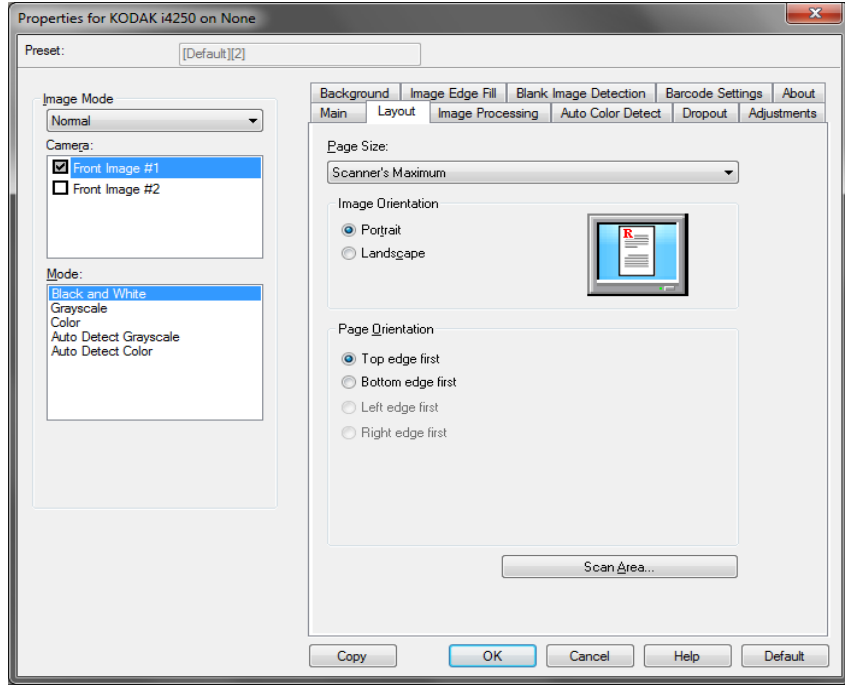 Properties for KODAK i4250 on None
Preset:
[Default][2]
Image Mode
Normal
Camera:
Front Image #1
Front Image #2
Mode:
Black and White
Grayscale
Color
Auto Detect Grayscale
Auto Detect Color
Background Image Edge Fill Blank Image Detection Barcode Settings About
Main Layout Image Processing Auto Color Detect Dropout Adjustments
Page Size:
Scanner's Maximum
Image Orientation
Portrait
Landscape
R
Page Orientation
Top edge first
Bottom edge first
Left edge first
Right edge first
Scan Area...
Copy OK Cancel Help Default